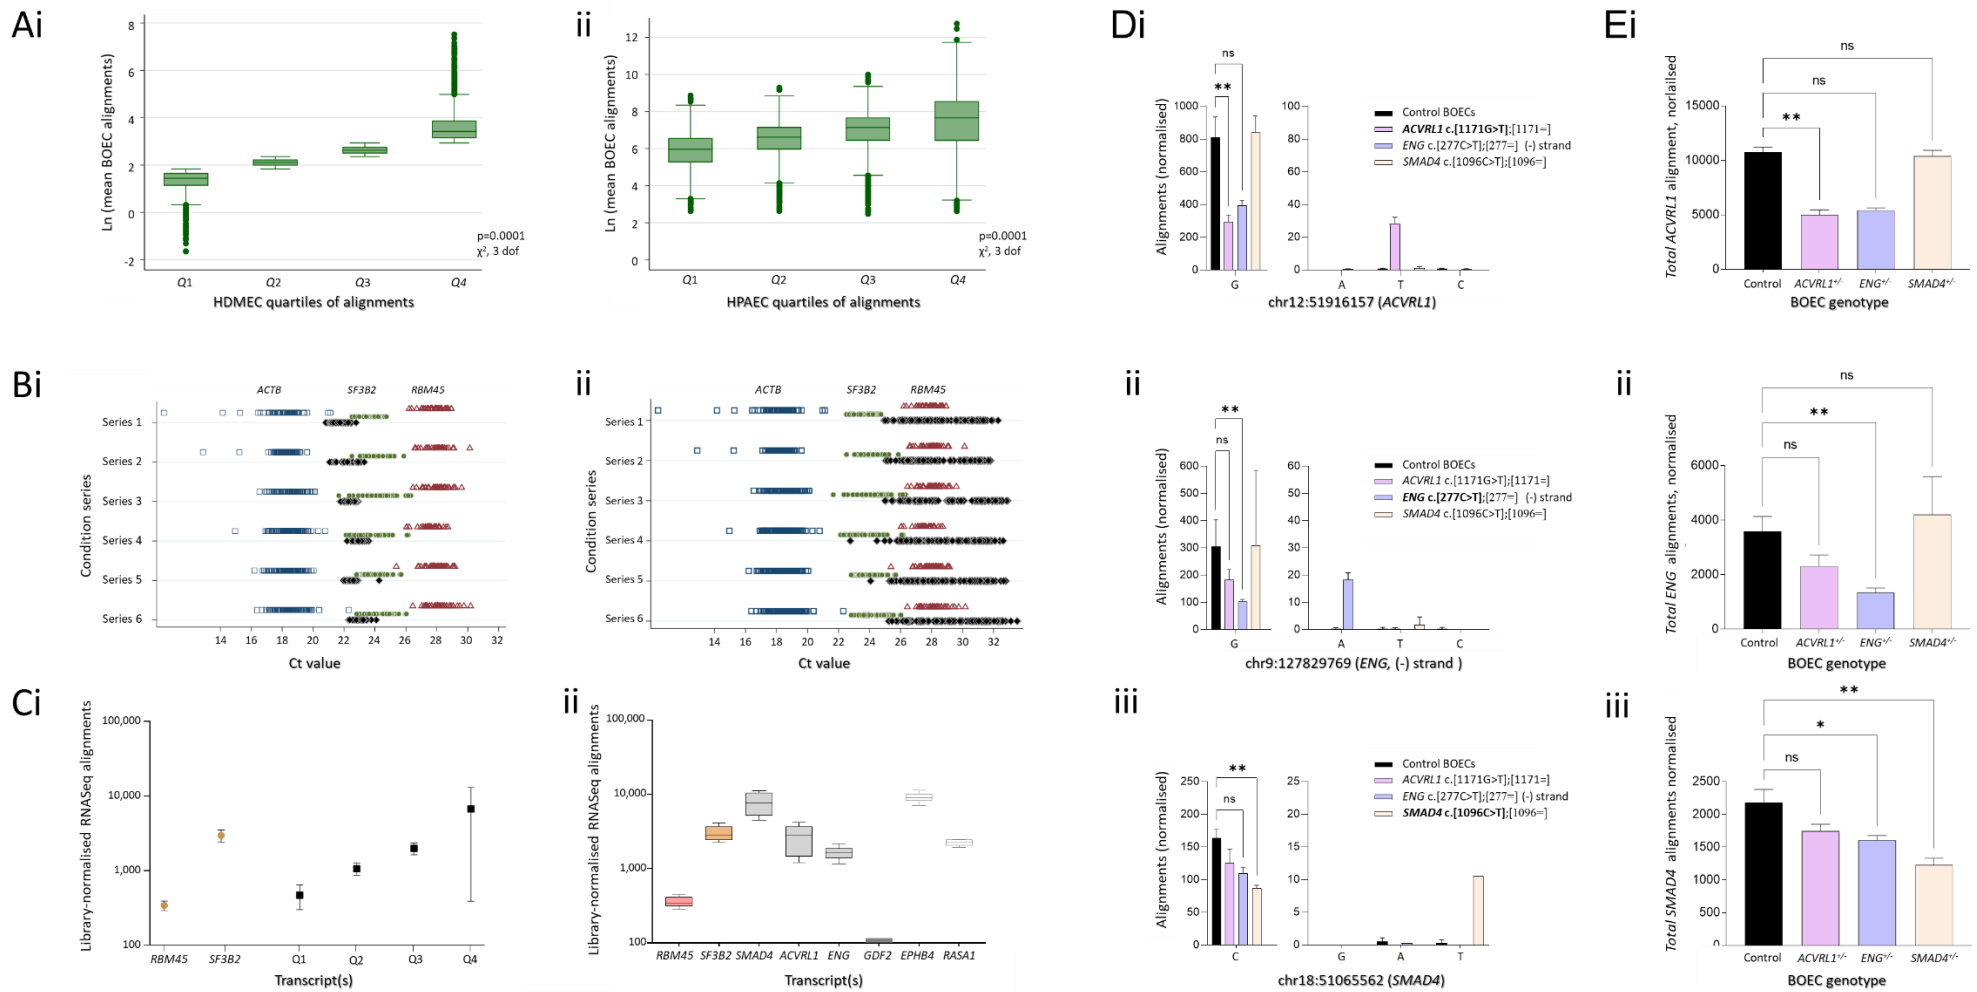 Ai
Ln (mean BOEC alignments)
8
6
4
2
0
-2
Q1
Q2
Q3
Q4
p=0.0001
χ², 3 dof
HDMEC quartiles of alignments
ii
Ln (mean BOEC alignments)
12
10
8
6
4
2
0
Q1
Q2
Q3
Q4
p=0.0001
χ², 3 dof
HPAEC quartiles of alignments
Bi
ACTB
SF3B2
RBM45
Condition series
Series 1
Series 2
Series 3
Series 4
Series 5
Series 6
14 16 18 20 22 24 26 28 30 32
Ct value
ii
ACTB
SF3B2
RBM45
Condition series
Series 1
Series 2
Series 3
Series 4
Series 5
Series 6
14 16 18 20 22 24 26 28 30 32
Ct value
Ci
Library-normalised RNASeq alignments
100,000
10,000
1,000
100
RBM45 SF3B2 Q1 Q2 Q3 Q4
Transcript(s)
ii
Library-normalised RNASeq alignments
100,000
10,000
1,000
100
RBM45 SF3B2 SMAD4 ACVRL1 ENG GDF2 EPHB4 RASA1
Transcript(s)
Di
ns
**
Alignments (normalised)
1000
800
600
400
200
0
G
100
80
60
40
20
0
A T C
Control BOECs
ACVRL1 c.[1171G>T];[1171=]
ENG c.[277C>T];[277=] (-) strand
SMAD4 c.[1096C>T];[1096=]
chr12:51916157 (ACVRL1)
ii
**
ns
Alignments (normalised)
600
500
400
300
200
100
0
G
60
50
40
30
20
10
0
A T C
Control BOECs
ACVRL1 c.[1171G>T];[1171=]
ENG c.[277C>T];[277=] (-) strand
SMAD4 c.[1096C>T];[1096=]
chr9:127829769 (ENG, (-) strand )
iii
**
ns
Alignments (normalised)
250
200
150
100
50
0
C
25
20
15
10
5
0
G A T
Control BOECs
ACVRL1 c.[1171G>T];[1171=]
ENG c.[277C>T];[277=] (-) strand
SMAD4 c.[1096C>T];[1096=]
chr18:51065562 (SMAD4)
Ei
ns
ns
**
Total ACVRL1 alignment, norlaised
15000
10000
5000
0
Control ACVRL1+/- ENG+/- SMAD4+/-
BOEC genotype
ii
ns
**
ns
Total ENG alignments, normalised
6000
4000
2000
0
Control ACVRL1+/- ENG+/- SMAD4+/-
BOEC genotype
iii
**
*
ns
Total SMAD4 alignments normalised
2500
2000
1500
1000
500
0
Control ACVRL1+/- ENG+/- SMAD4+/-
BOEC genotype